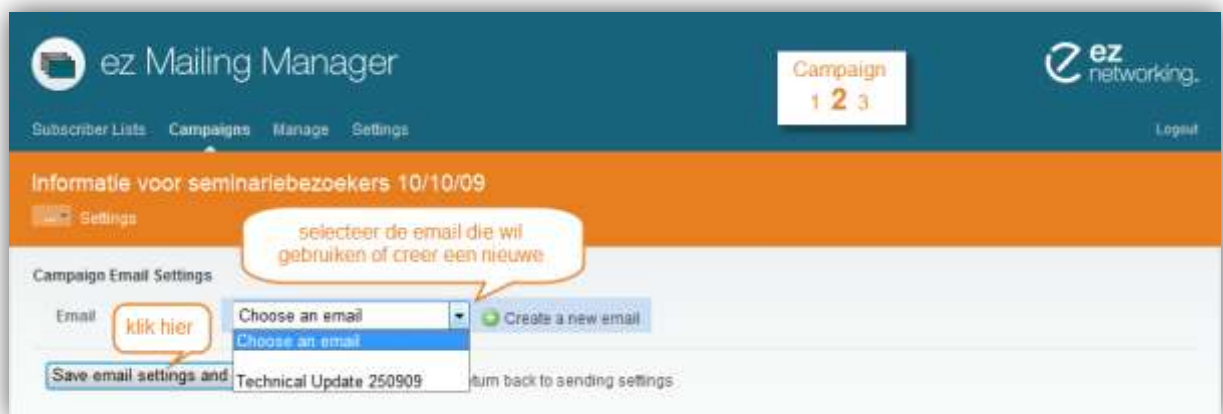 ez Mailing Manager
Campaign
1 2 3
ez
networking.
Subscriber Lists Campaigns Manage Settings
Logout
Informatie voor seminariebezoekers 10/10/09
Settings
selecteer de email die wil
gebruiken of creer een nieuwe
Campaign Email Settings
Email
klik hier
Choose an email
Create a new email
Choose an email
Save email settings and
Technical Update 250909
turn back to sending settings